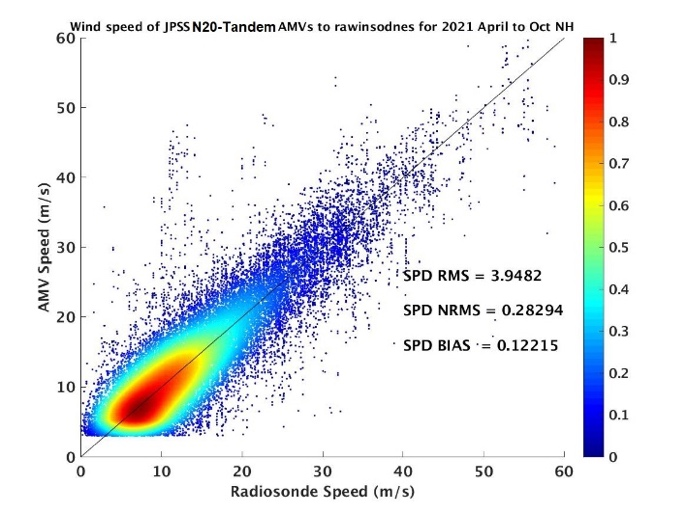 Wind speed of JPSS N20-Tandem AMVs to rawinsodnes for 2021 April to Oct NH
60
50
40
30
20
10
0
AMV Speed (m/s)
SPD RMS = 3.9482
SPD NRMS = 0.28294
SPD BIAS = 0.12215
0 10 20 30 40 50 60
Radiosonde Speed (m/s)
1
0.9
0.8
0.7
0.6
0.5
0.4
0.3
0.2
0.1
0